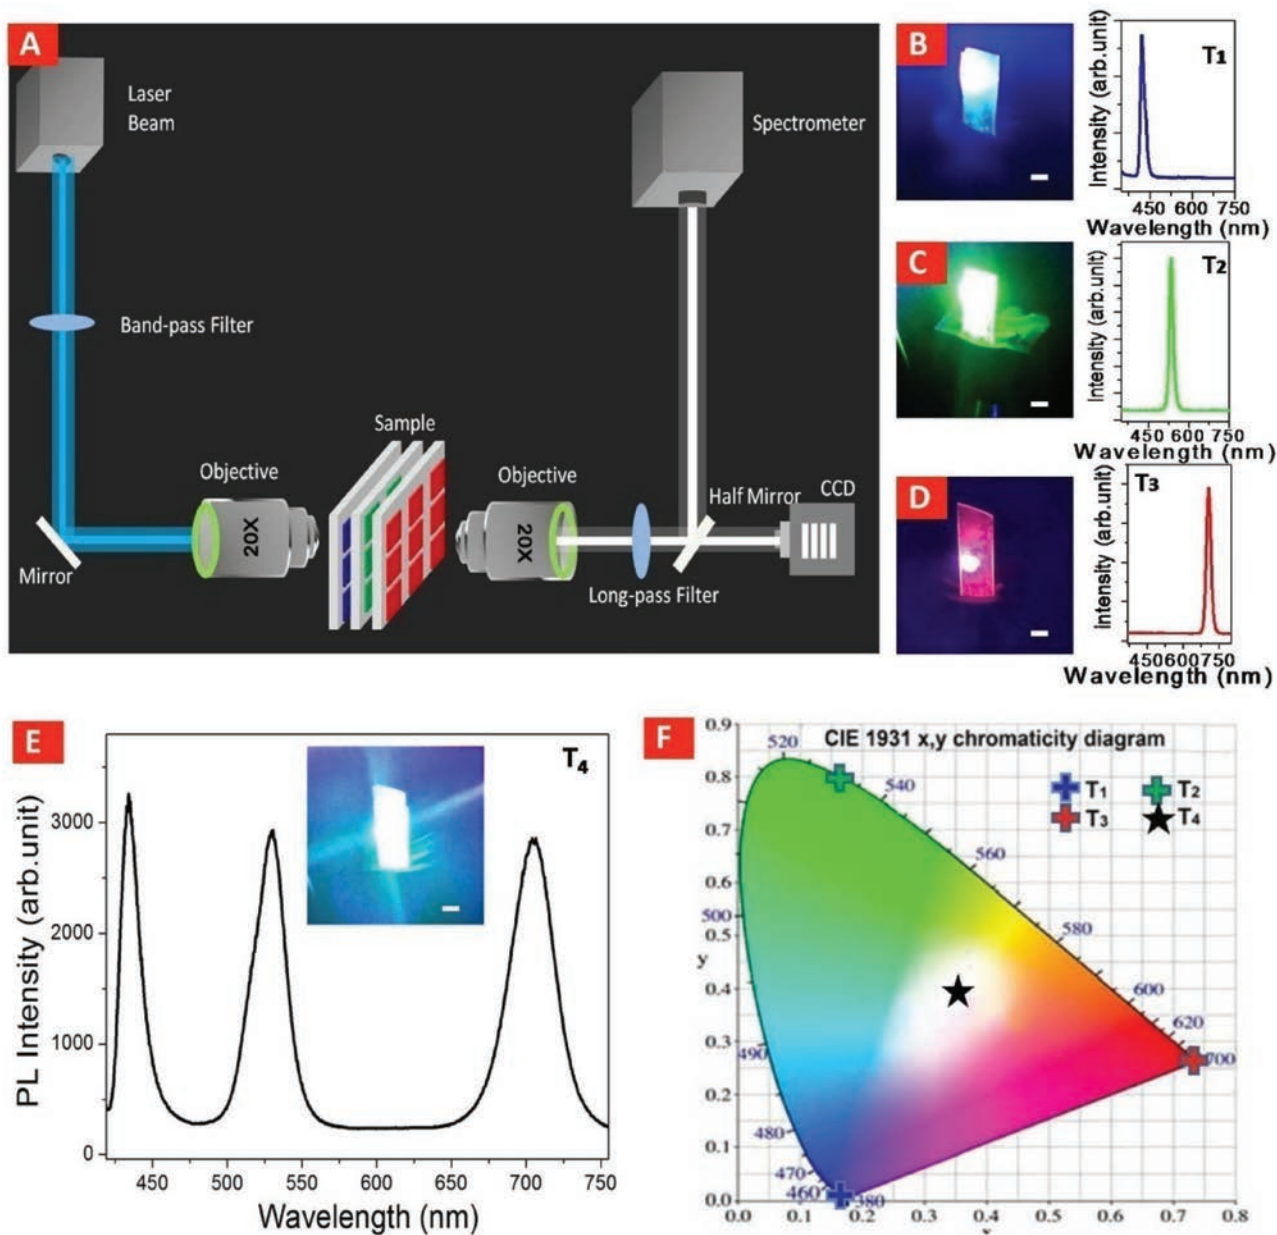 A
Laser
Beam
Spectrometer
Band-pass Filter
Sample
Objective
Objective
20X
20X
Half Mirror
CCD
Mirror
Long-pass Filter
B
T1
Intensity (arb.unit)
450 600 750
Wavelength (nm)
C
T2
Intensity (arb.unit)
450 600 750
Wavelength (nm)
D
T3
Intensity (arb.unit)
450 600 750
Wavelength (nm)
E
T4
PL Intensity (arb.unit)
3000
2000
1000
0
450 500 550 600 650 700 750
Wavelength (nm)
F
CIE 1931 x,y chromaticity diagram
T1 T2
T3 T4
0.9
0.8
0.7
0.6
0.5
0.4
0.3
0.2
0.1
0.0
y
520
540
560
580
600
620
700
500
490
480
470
460
380
0.0 0.1 0.2 0.3 0.4 0.5 0.6 0.7 0.8
x